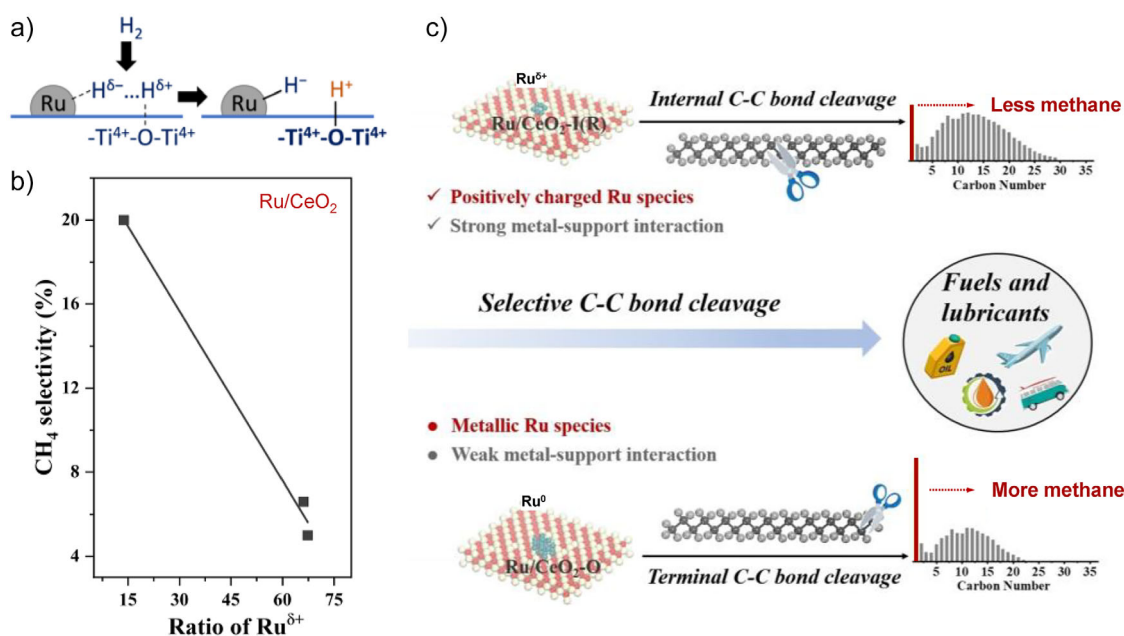 a)
H₂
Ru
H^δ−...H^δ+
-Ti⁴⁺-O-Ti⁴⁺
Ru
H⁻
H⁺
-Ti⁴⁺-O-Ti⁴⁺
b)
Ru/CeO₂
CH₄ selectivity (%)
20
16
12
8
4
15
30
45
60
75
Ratio of Ru^δ+
c)
Ru^δ+
Ru/CeO₂-I(R)
Internal C-C bond cleavage
Less methane
5 10 15 20 25 30 35
Carbon Number
✓ Positively charged Ru species
✓ Strong metal-support interaction
Selective C-C bond cleavage
Fuels and
lubricants
OIL
● Metallic Ru species
● Weak metal-support interaction
Ru⁰
Ru/CeO₂-O
Terminal C-C bond cleavage
More methane
5 10 15 20 25 30 35
Carbon Number